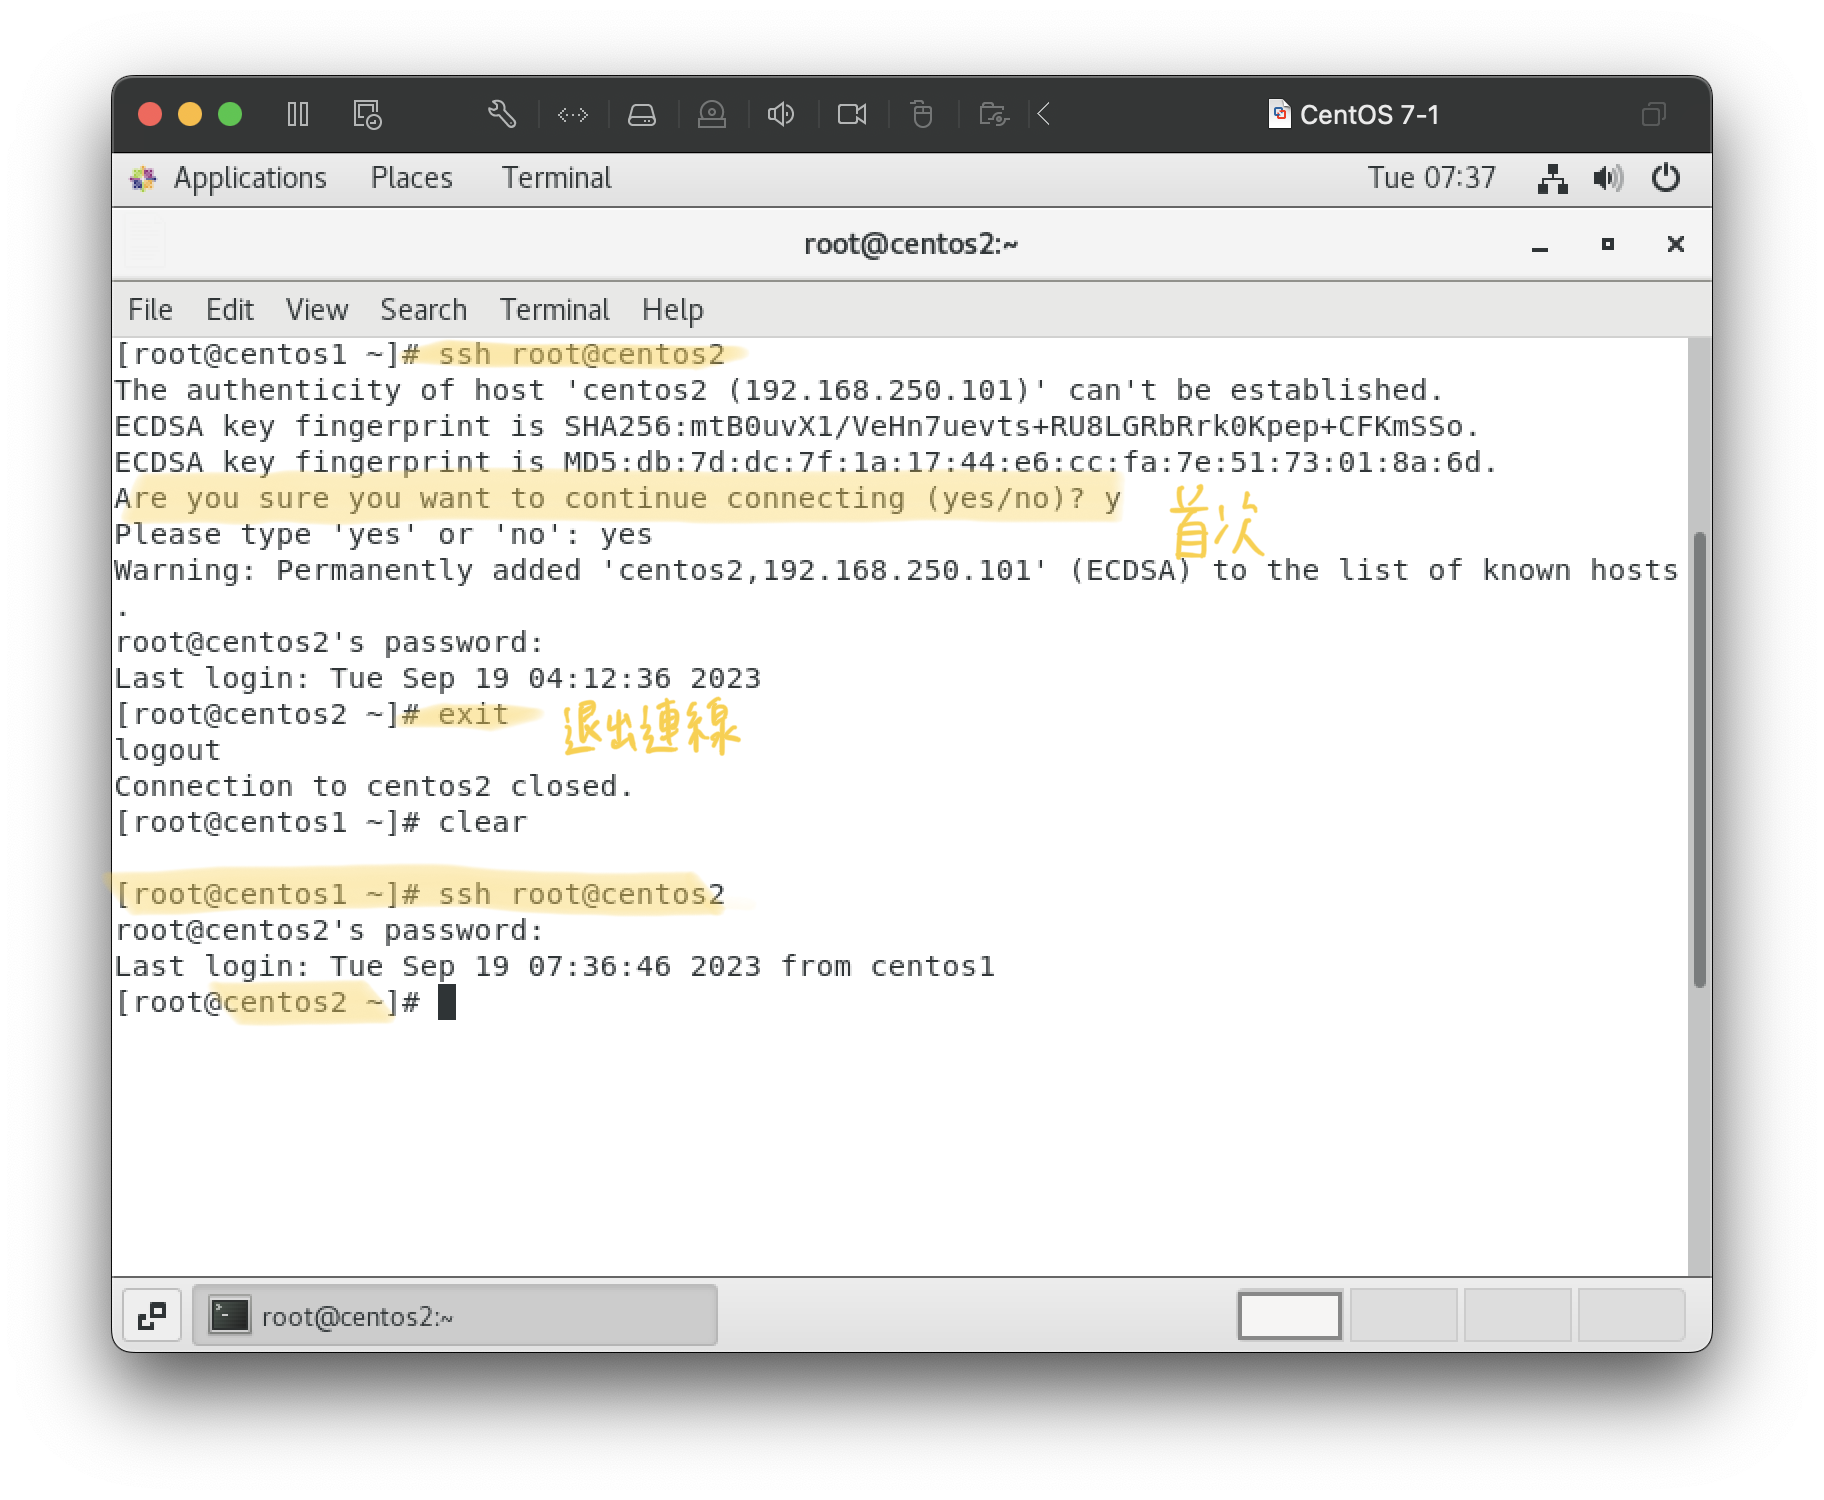 CentOS 7-1
Applications Places Terminal Tue 07:37
root@centos2:~
File Edit View Search Terminal Help
[root@centos1 ~]# ssh root@centos2
The authenticity of host 'centos2 (192.168.250.101)' can't be established.
ECDSA key fingerprint is SHA256:mtB0uvX1/VeHn7uevts+RU8LGRbRrk0Kpep+CFKmSSo.
ECDSA key fingerprint is MD5:db:7d:dc:7f:1a:17:44:e6:cc:fa:7e:51:73:01:8a:6d.
Are you sure you want to continue connecting (yes/no)? y 首次
Please type 'yes' or 'no': yes
Warning: Permanently added 'centos2,192.168.250.101' (ECDSA) to the list of known hosts
.
root@centos2's password:
Last login: Tue Sep 19 04:12:36 2023
[root@centos2 ~]# exit 退出連線
logout
Connection to centos2 closed.
[root@centos1 ~]# clear
[root@centos1 ~]# ssh root@centos2
root@centos2's password:
Last login: Tue Sep 19 07:36:46 2023 from centos1
[root@centos2 ~]#
root@centos2:~